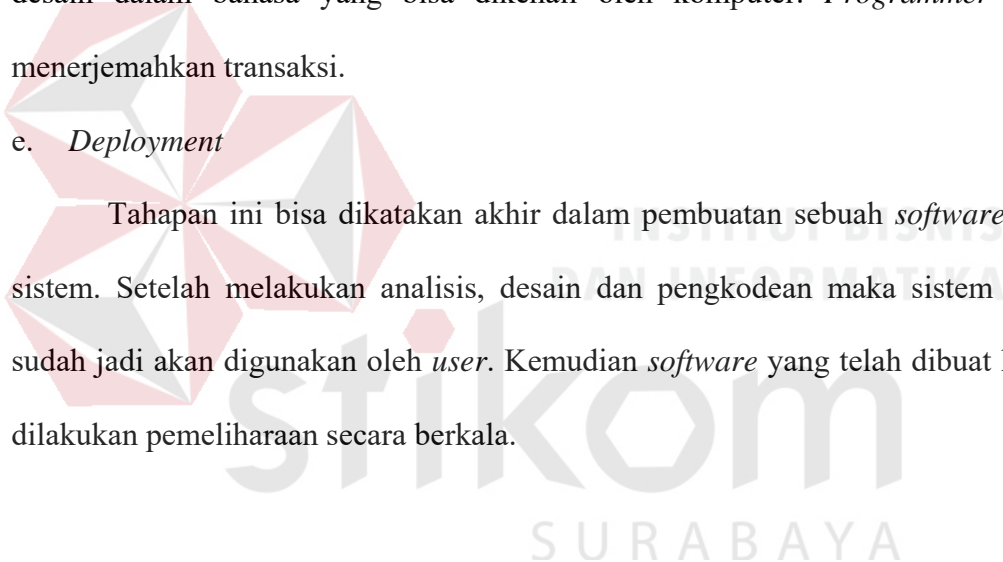 desain dalam bahasa yang bisa dikenali oleh komputer. Programmer
menerjemahkan transaksi.
e. Deployment
Tahapan ini bisa dikatakan akhir dalam pembuatan sebuah software
INSTITUT BISNIS
sistem. Setelah melakukan analisis, desain dan pengkodean maka sistem
DAN INFORMATIKA
sudah jadi akan digunakan oleh user. Kemudian software yang telah dibuat
stikom
dilakukan pemeliharaan secara berkala.
SURABAYA